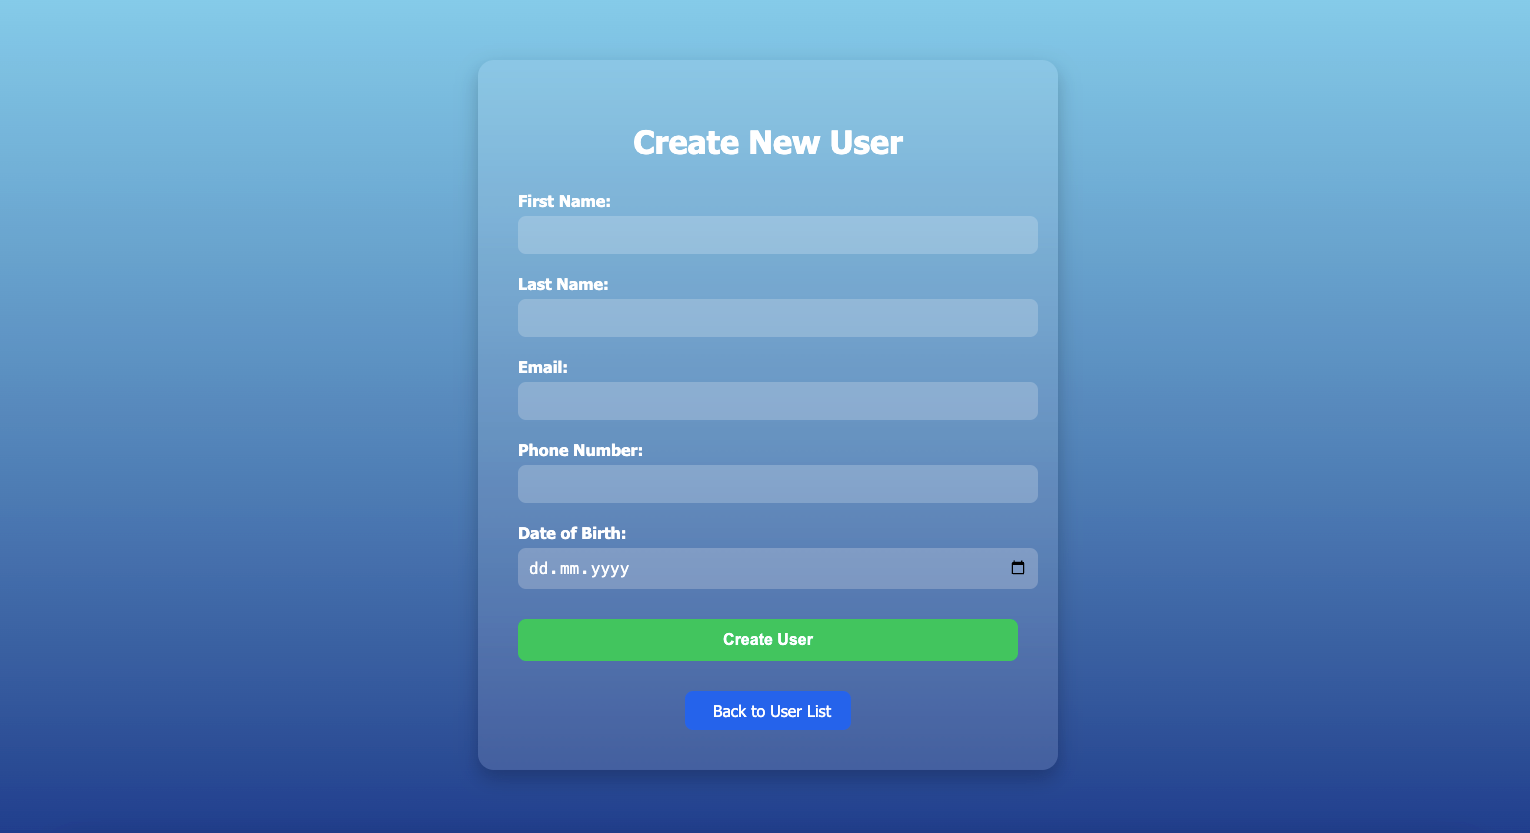 Create New User
First Name:
Last Name:
Email:
Phone Number:
Date of Birth:
dd.mm.yyyy
Create User
Back to User List